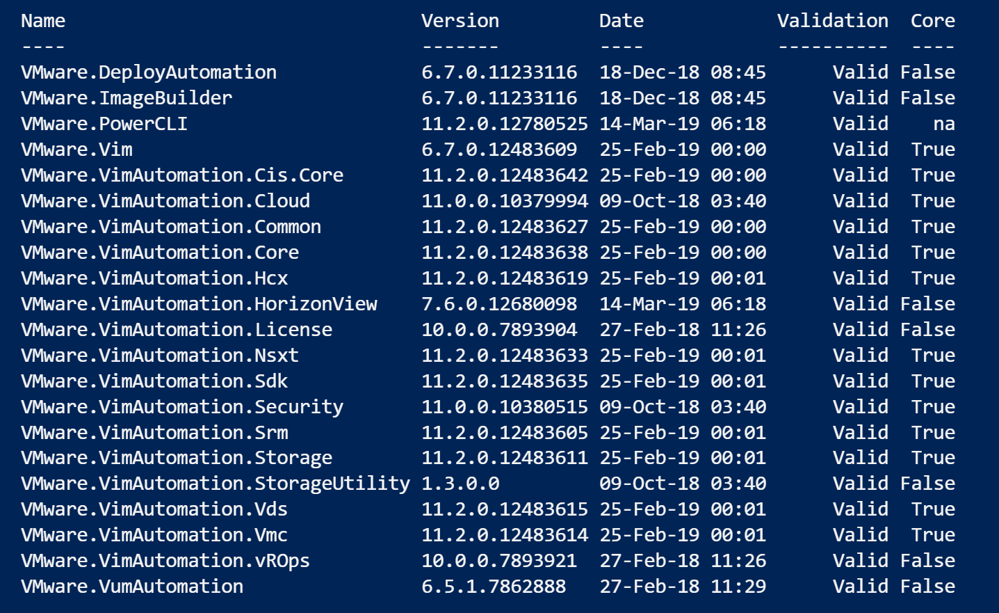 Name                                Version         Date            Validation  Core
----                                -------         ----            ----------  ----
VMware.DeployAutomation             6.7.0.11233116  18-Dec-18 08:45      Valid False
VMware.ImageBuilder                 6.7.0.11233116  18-Dec-18 08:45      Valid False
VMware.PowerCLI                     11.2.0.12780525 14-Mar-19 06:18      Valid    na
VMware.Vim                          6.7.0.12483609  25-Feb-19 00:00      Valid  True
VMware.VimAutomation.Cis.Core       11.2.0.12483642 25-Feb-19 00:00      Valid  True
VMware.VimAutomation.Cloud          11.0.0.10379994 09-Oct-18 03:40      Valid  True
VMware.VimAutomation.Common         11.2.0.12483627 25-Feb-19 00:00      Valid  True
VMware.VimAutomation.Core           11.2.0.12483638 25-Feb-19 00:00      Valid  True
VMware.VimAutomation.Hcx            11.2.0.12483619 25-Feb-19 00:01      Valid  True
VMware.VimAutomation.HorizonView    7.6.0.12680098  14-Mar-19 06:18      Valid False
VMware.VimAutomation.License        10.0.0.7893904  27-Feb-18 11:26      Valid False
VMware.VimAutomation.Nsxt           11.2.0.12483633 25-Feb-19 00:01      Valid  True
VMware.VimAutomation.Sdk            11.2.0.12483635 25-Feb-19 00:01      Valid  True
VMware.VimAutomation.Security       11.0.0.10380515 09-Oct-18 03:40      Valid  True
VMware.VimAutomation.Srm            11.2.0.12483605 25-Feb-19 00:01      Valid  True
VMware.VimAutomation.Storage        11.2.0.12483611 25-Feb-19 00:01      Valid  True
VMware.VimAutomation.StorageUtility 1.3.0.0         09-Oct-18 03:40      Valid False
VMware.VimAutomation.Vds            11.2.0.12483615 25-Feb-19 00:01      Valid  True
VMware.VimAutomation.Vmc            11.2.0.12483614 25-Feb-19 00:01      Valid  True
VMware.VimAutomation.vROps          10.0.0.7893921  27-Feb-18 11:26      Valid False
VMware.VumAutomation                6.5.1.7862888   27-Feb-18 11:29      Valid False